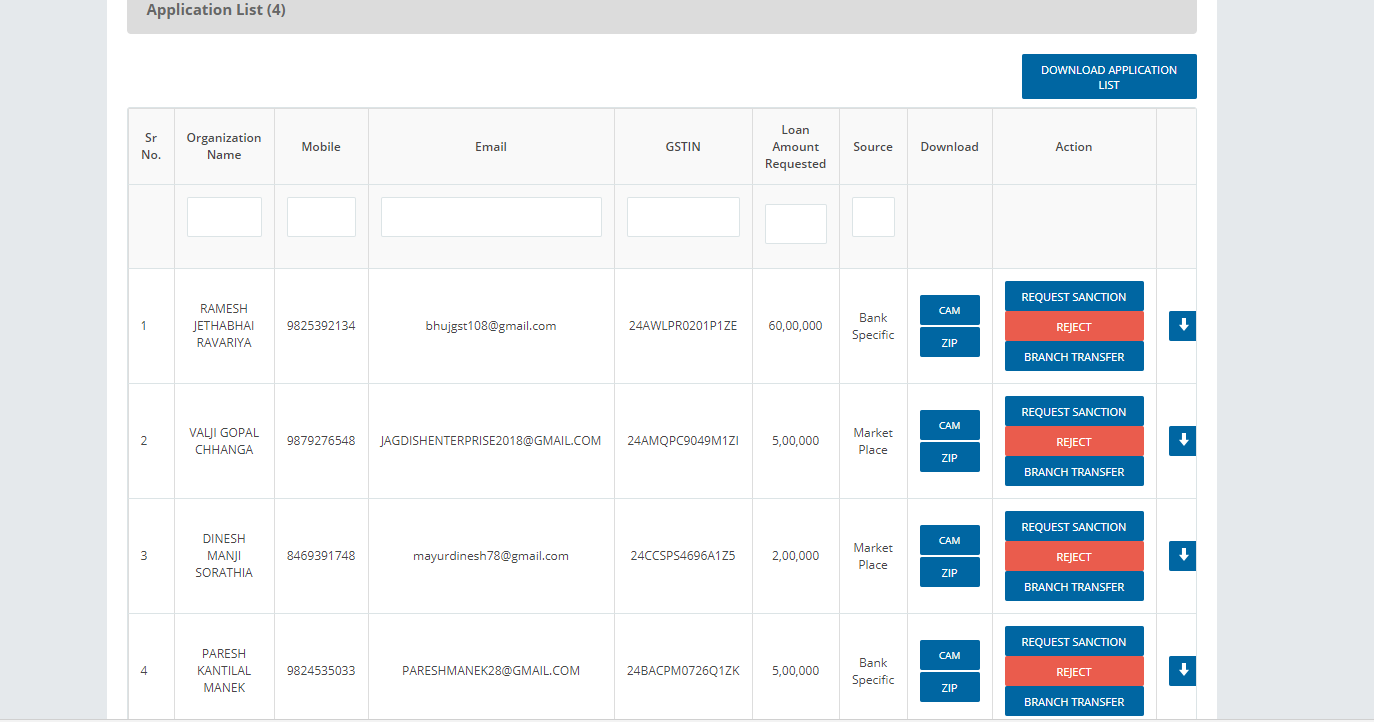 Application List (4)
DOWNLOAD APPLICATION
LIST
Sr
No.
Organization
Name
Mobile
Email
GSTIN
Loan
Amount
Requested
Source
Download
Action
1
RAMESH
JETHABHAI
RAVARIYA
9825392134
bhujgst108@gmail.com
24AWLPR0201P1ZE
60,00,000
Bank
Specific
CAM
ZIP
REQUEST SANCTION
REJECT
BRANCH TRANSFER
2
VALJI GOPAL
CHHANGA
9879276548
JAGDISHENTERPRISE2018@GMAIL.COM
24AMQPC9049M1ZI
5,00,000
Market
Place
CAM
ZIP
REQUEST SANCTION
REJECT
BRANCH TRANSFER
3
DINESH
MANJI
SORATHIA
8469391748
mayurdinesh78@gmail.com
24CCSPS4696A1Z5
2,00,000
Market
Place
CAM
ZIP
REQUEST SANCTION
REJECT
BRANCH TRANSFER
4
PARESH
KANTILAL
MANEK
9824535033
PARESHMANEK28@GMAIL.COM
24BACPM0726Q1ZK
5,00,000
Bank
Specific
CAM
ZIP
REQUEST SANCTION
REJECT
BRANCH TRANSFER